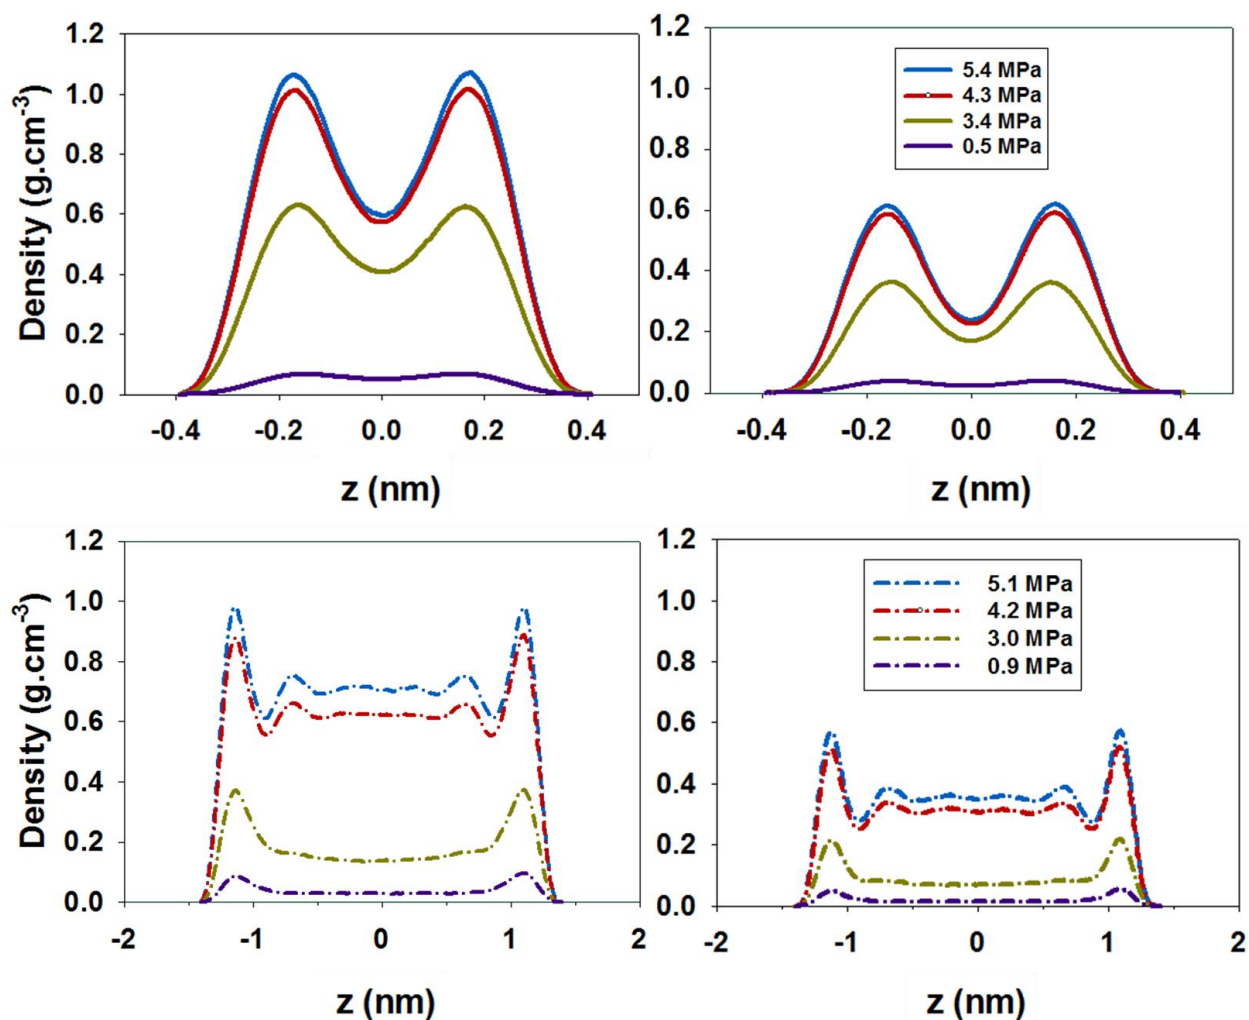 1.2
1.0
0.8
0.6
0.4
0.2
0.0
Density (g.cm-3)
-0.4 -0.2 0.0 0.2 0.4
z (nm)
1.2
1.0
0.8
0.6
0.4
0.2
0.0
5.4 MPa
4.3 MPa
3.4 MPa
0.5 MPa
-0.4 -0.2 0.0 0.2 0.4
z (nm)
1.2
1.0
0.8
0.6
0.4
0.2
0.0
Density (g.cm-3)
-2 -1 0 1 2
z (nm)
1.2
1.0
0.8
0.6
0.4
0.2
0.0
5.1 MPa
4.2 MPa
3.0 MPa
0.9 MPa
-2 -1 0 1 2
z (nm)